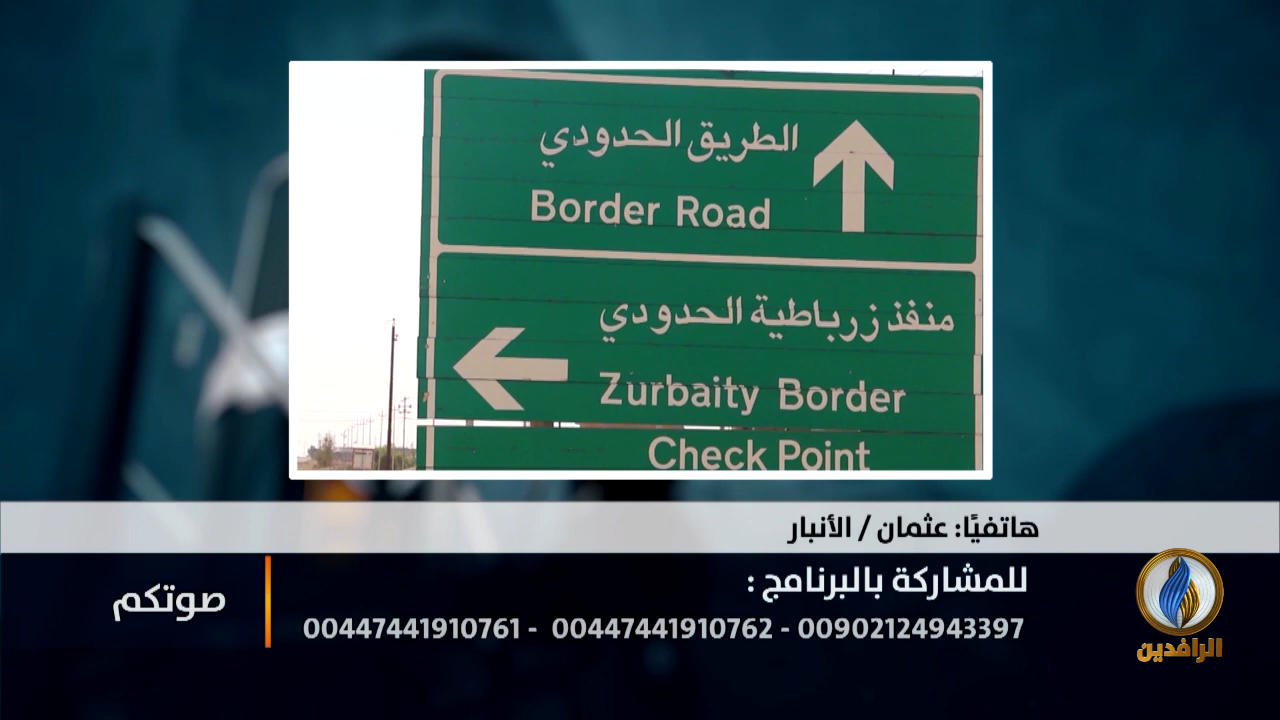 الطريق الحدودي
Border Road
منفذ زرباطية الحدودي
Zurbaity Border
Check Point
هاتفيًا: عثمان / الأنبار
للمشاركة بالبرنامج :
00447441910761 - 00447441910762 - 00902124943397
صوتكم
الرافدين